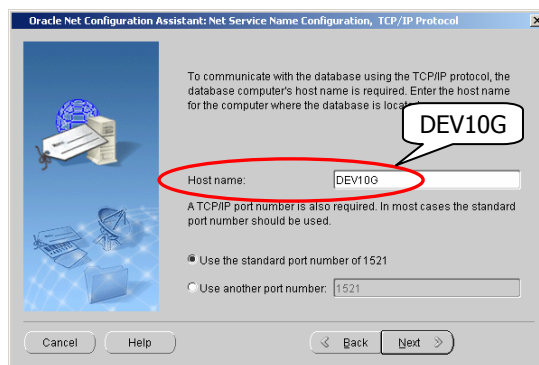 Oracle Net Configuration Assistant: Net Service Name Configuration, TCP/IP Protocol
To communicate with the database using the TCP/IP protocol, the
database computer's host name is required. Enter the host name
for the computer where the database is
DEV10G
Host name: DEV10G
A TCP/IP port number is also required. In most cases the standard
port number should be used.
Use the standard port number of 1521
Use another port number: 1521
Cancel Help Back Next